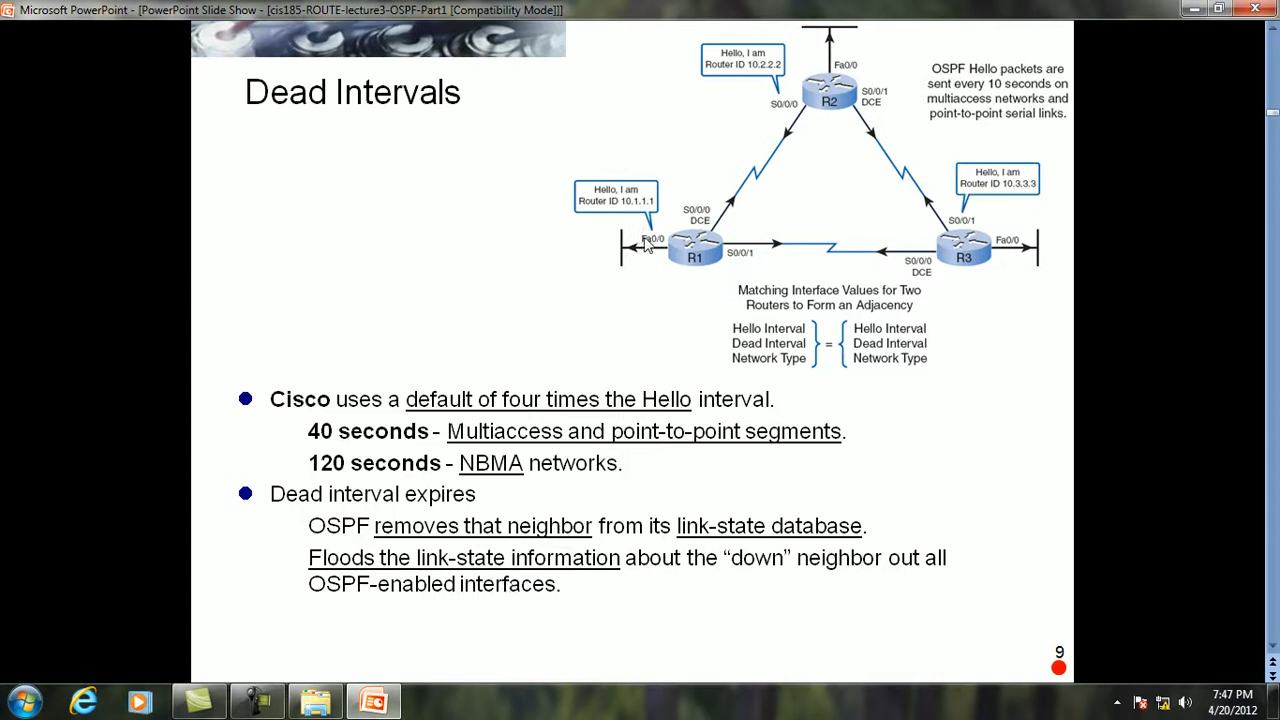 Microsoft PowerPoint - [PowerPoint Slide Show - [cis185-ROUTE-lecture3-OSPF-Part1 [Compatibility Mode]]]
Dead Intervals
Hello, I am
Router ID 10.2.2.2
Fa0/0
S0/0/0
R2
S0/0/1
DCE
OSPF Hello packets are
sent every 10 seconds on
multiaccess networks and
point-to-point serial links.
Hello, I am
Router ID 10.1.1.1
Hello, I am
Router ID 10.3.3.3
S0/0/0
DCE
S0/0/1
Fa0/0
R1
S0/0/1
S0/0/0
DCE
R3
Fa0/0
Matching Interface Values for Two
Routers to Form an Adjacency
Hello Interval Hello Interval
Dead Interval = Dead Interval
Network Type Network Type
Cisco uses a default of four times the Hello interval.
40 seconds - Multiaccess and point-to-point segments.
120 seconds - NBMA networks.
Dead interval expires
OSPF removes that neighbor from its link-state database.
Floods the link-state information about the “down” neighbor out all
OSPF-enabled interfaces.
9
7:47 PM
4/20/2012